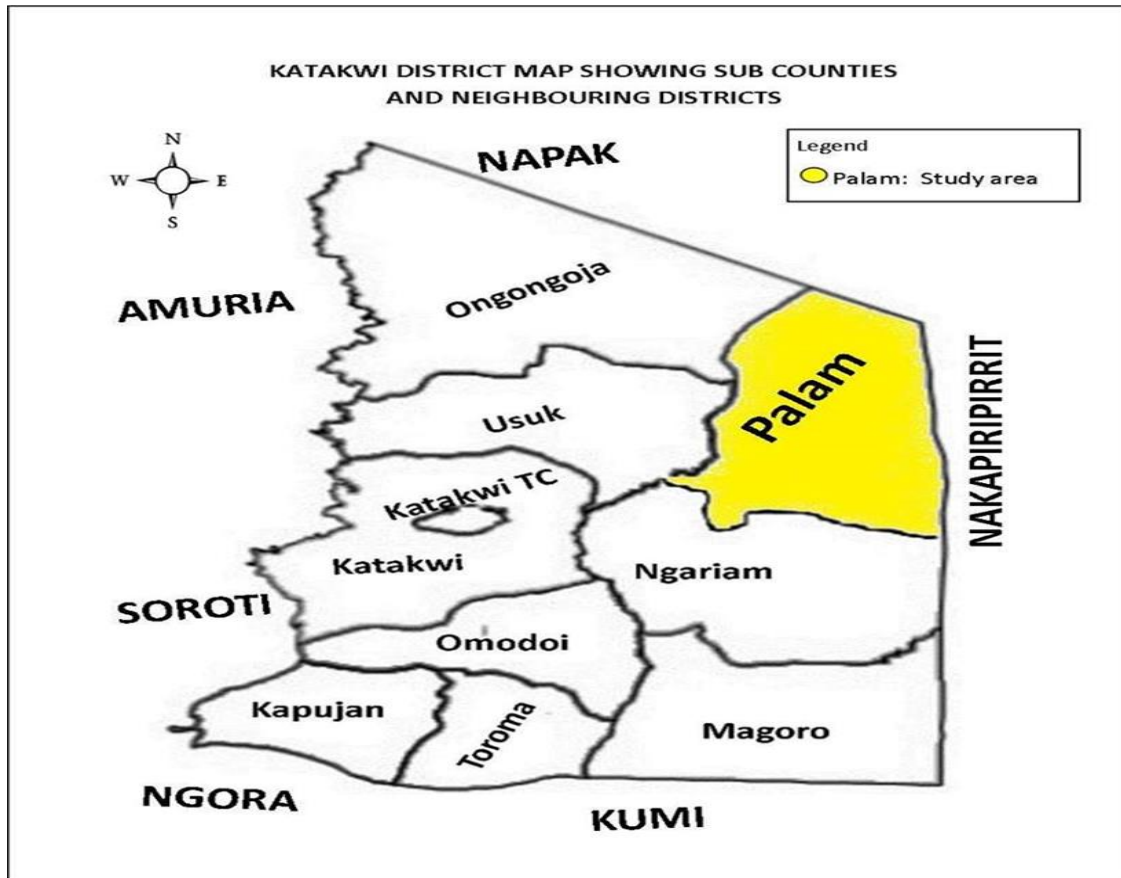 KATAKWI DISTRICT MAP SHOWING SUB COUNTIES
AND NEIGHBOURING DISTRICTS
N
W
E
S
NAPAK
Legend
Palam: Study area
AMURIA
Ongongoja
Palam
NAKAPIRIPIRRIT
Usuk
Katakwi TC
Katakwi
Ngariam
SOROTI
Omodoi
Kapujan
Toroma
Magoro
NGORA
KUMI